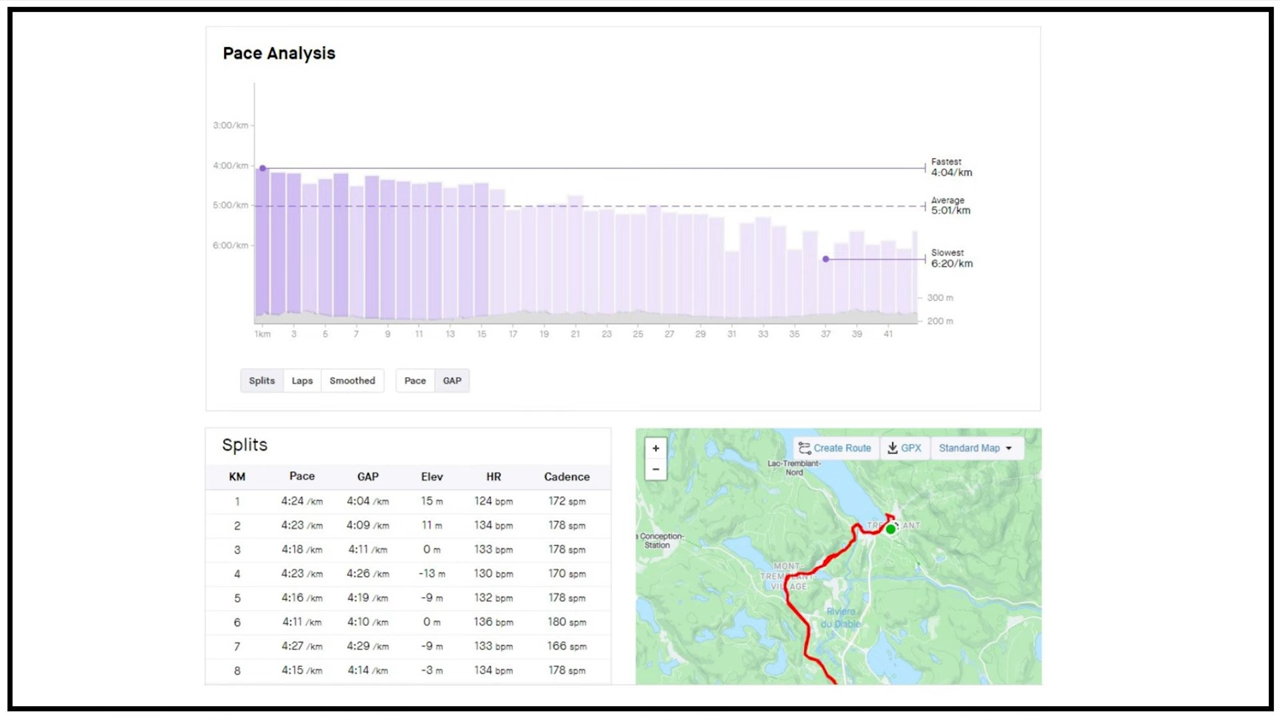 Pace Analysis
3:00/km
4:00/km
5:00/km
6:00/km
Fastest
4:04/km
Average
5:01/km
Slowest
6:20/km
300 m
200 m
1km 3 5 7 9 11 13 15 17 19 21 23 25 27 29 31 33 35 37 39 41
Splits Laps Smoothed Pace GAP
Splits
KM Pace GAP Elev HR Cadence
1 4:24 /km 4:04 /km 15 m 124 bpm 172 spm
2 4:23 /km 4:09 /km 11 m 134 bpm 178 spm
3 4:18 /km 4:11 /km 0 m 133 bpm 178 spm
4 4:23 /km 4:26 /km -13 m 130 bpm 170 spm
5 4:16 /km 4:19 /km -9 m 132 bpm 178 spm
6 4:11 /km 4:10 /km 0 m 136 bpm 180 spm
7 4:27 /km 4:29 /km -9 m 133 bpm 166 spm
8 4:15 /km 4:14 /km -3 m 134 bpm 178 spm
+
−
Create Route GPX Standard Map
Lac-Tremblant-
Nord
Conception-
Station
MONT
TREMBLANT
VILLAGE
Rivière
du Diable